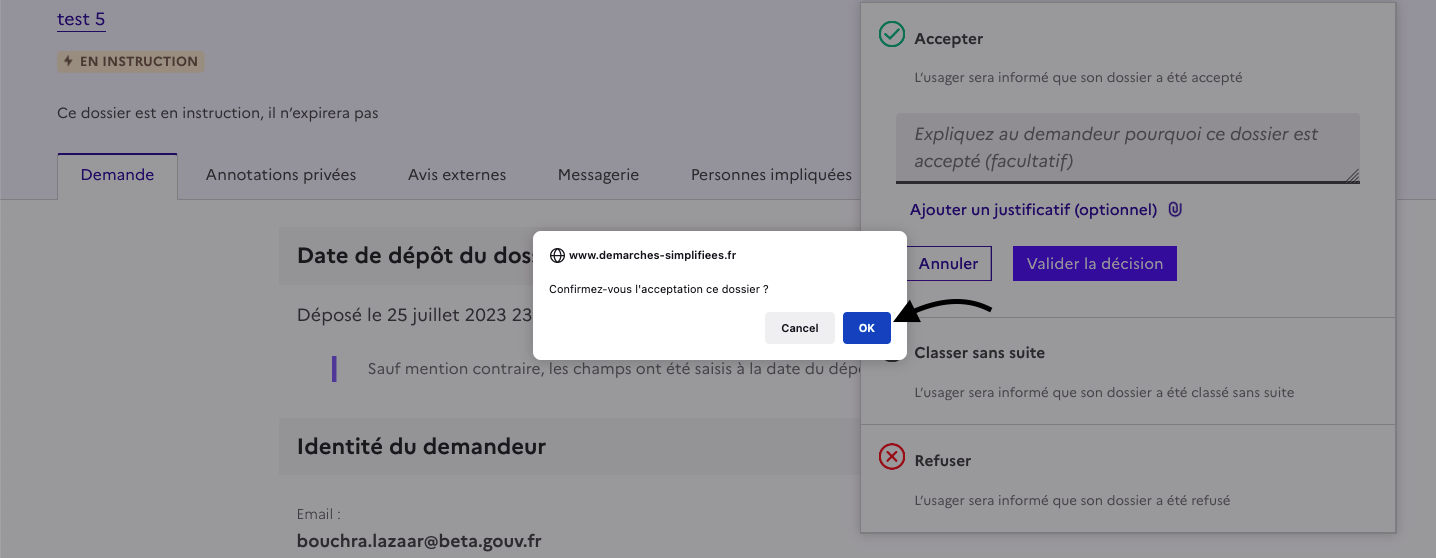 test 5
EN INSTRUCTION
Ce dossier est en instruction, il n’expirera pas
Demande
Annotations privées
Avis externes
Messagerie
Personnes impliquées
Date de dépôt du dos
Déposé le 25 juillet 2023 23
Sauf mention contraire, les champs ont été saisis à la date du dép
Identité du demandeur
Email :
bouchra.lazaar@beta.gouv.fr
Accepter
L’usager sera informé que son dossier a été accepté
Expliquez au demandeur pourquoi ce dossier est
accepté (facultatif)
Ajouter un justificatif (optionnel)
Annuler
Valider la décision
www.demarches-simplifiees.fr
Confirmez-vous l'acceptation ce dossier ?
Cancel
OK
Classer sans suite
L’usager sera informé que son dossier a été classé sans suite
Refuser
L’usager sera informé que son dossier a été refusé